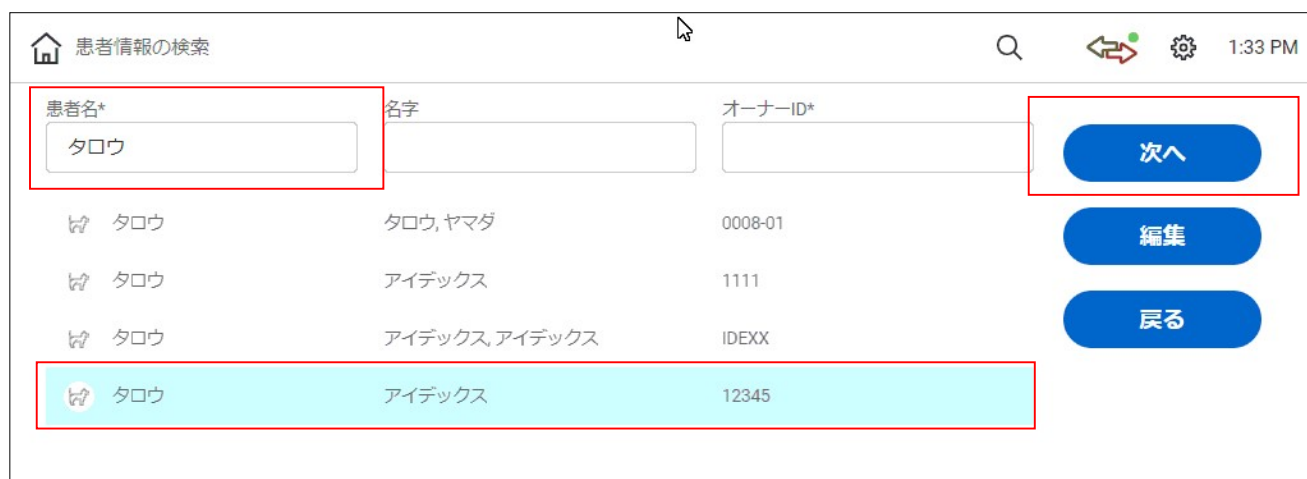 患者情報の検索 1:33 PM
患者名* 名字 オーナーID*
タロウ 次へ
タロウ タロウ, ヤマダ 0008-01
編集
タロウ アイデックス 1111
戻る
タロウ アイデックス, アイデックス IDEXX
タロウ アイデックス 12345